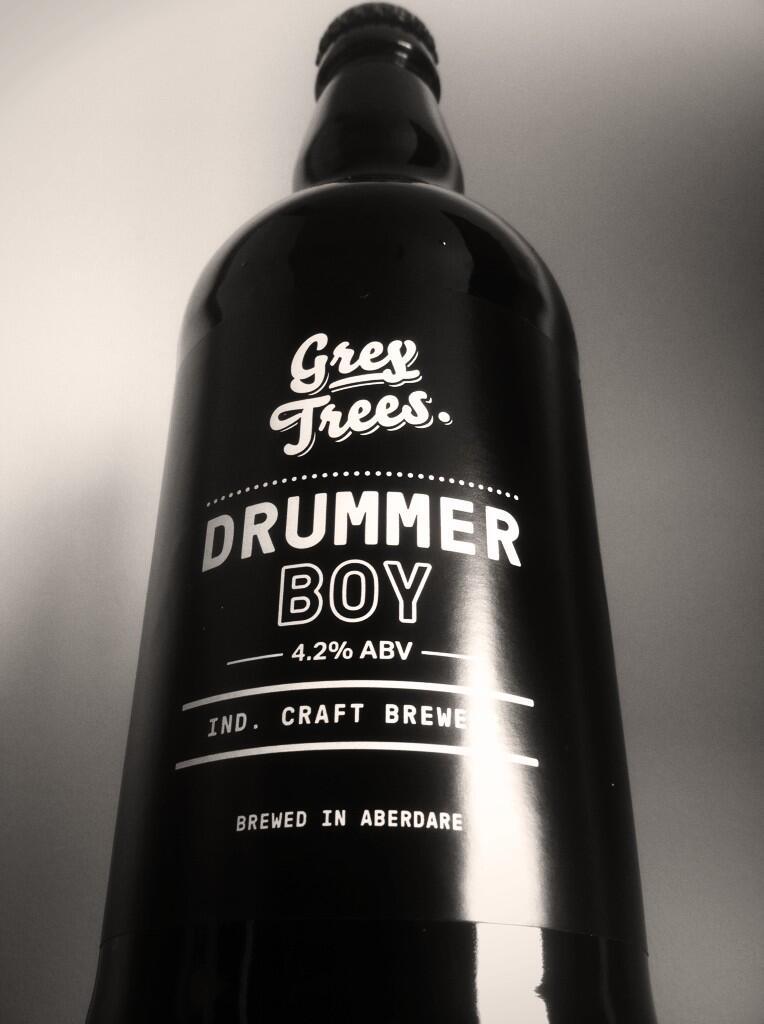 Grey
Trees.
DRUMMER
BOY
4.2% ABV
IND. CRAFT
BREWED IN ABERDARE